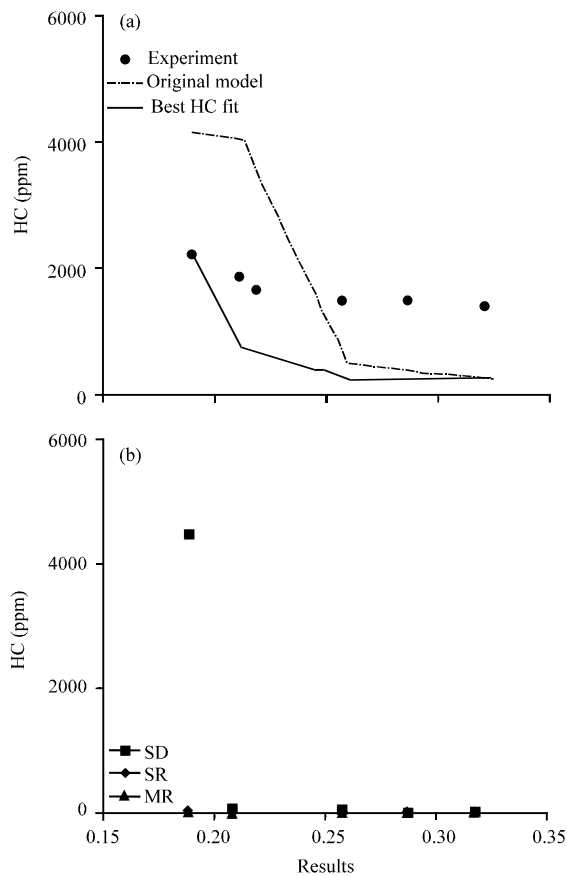 6000
(a)
Experiment
Original model
Best HC fit
4000
HC (ppm)
2000
0
6000
(b)
4000
HC (ppm)
2000
SD
SR
MR
0
0.15 0.20 0.25 0.30 0.35
Results